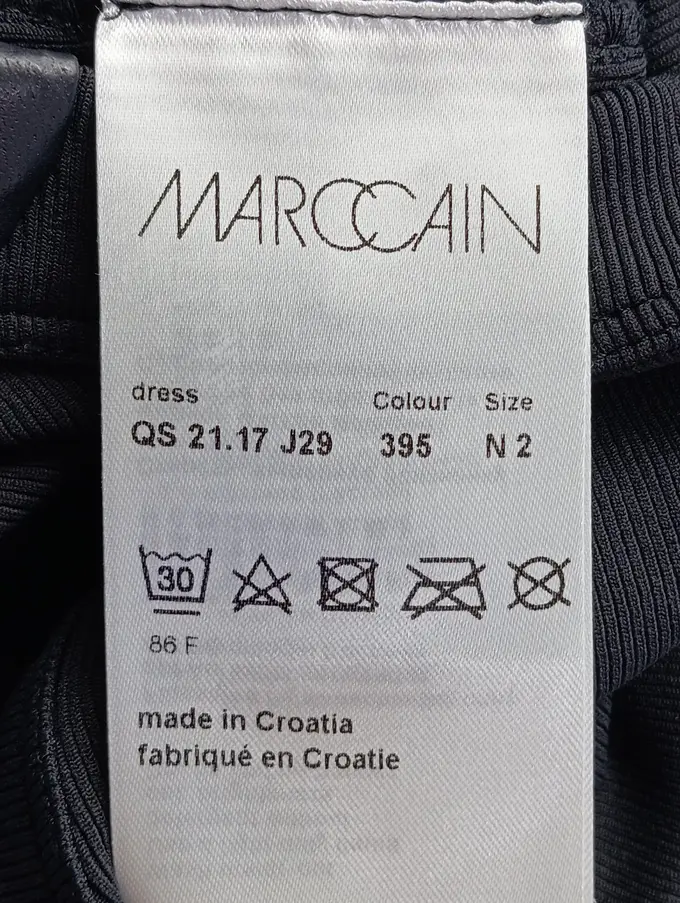 MARCCAIN
dress Colour Size
QS 21.17 J29 395 N 2
30
86 F
made in Croatia
fabriqué en Croatie